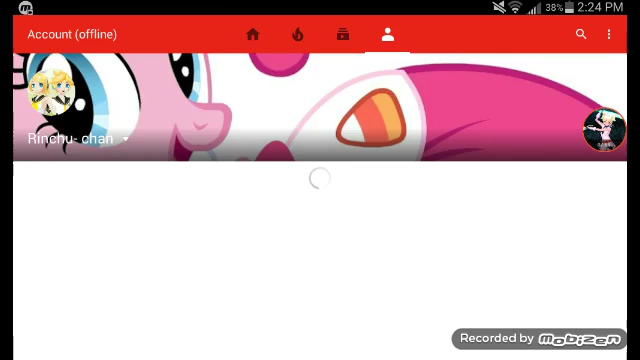 38% 2:24 PM
Account (offline)
Rinchu- chan
Recorded by mobizen